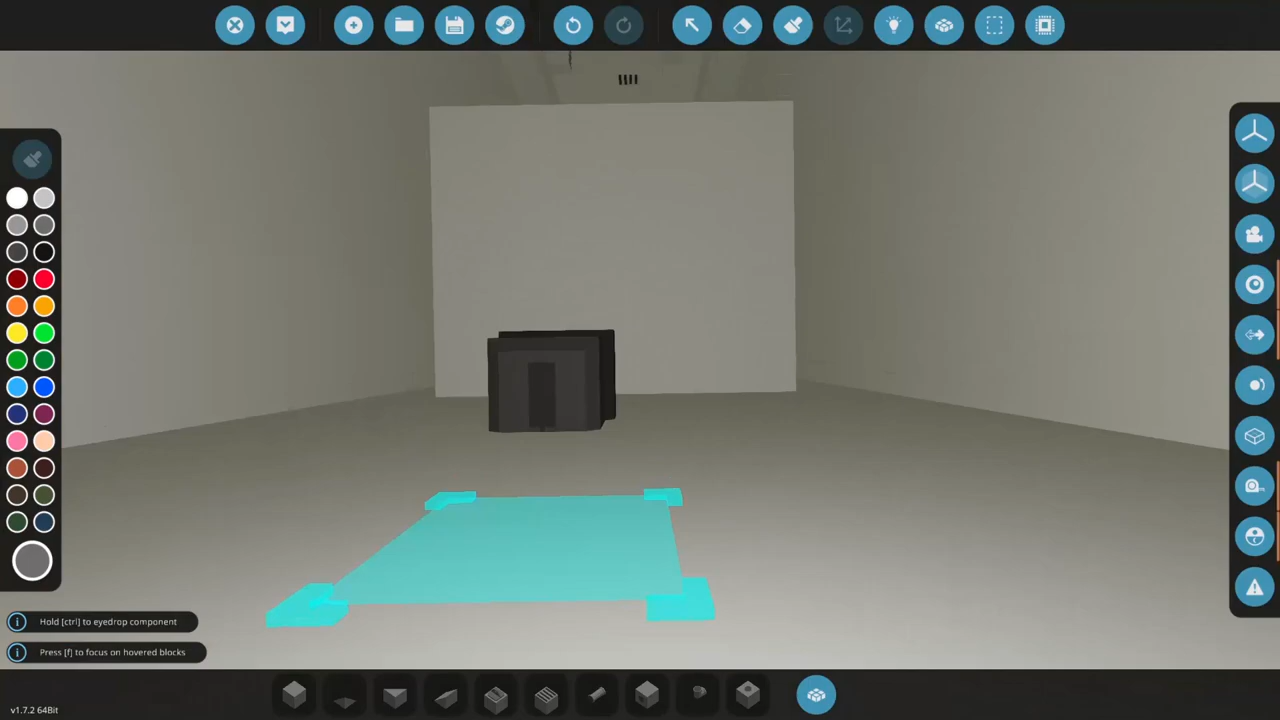 Hold [ctrl] to eyedrop component
Press [f] to focus on hovered blocks
v1.7.2 64Bit